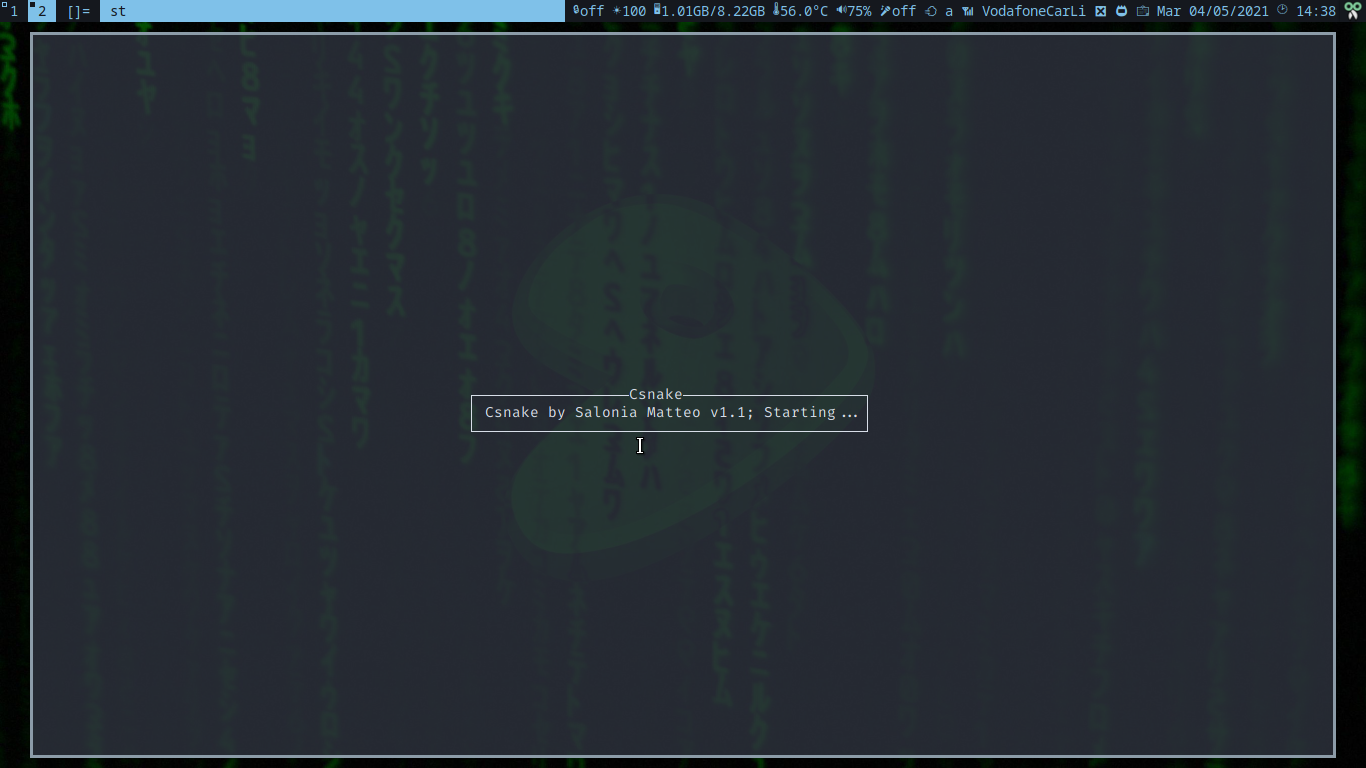 1 2 []= st off 100 1.01GB/8.22GB 56.0°C 75% off a VodafoneCarLi Mar 04/05/2021 14:38
Csnake
Csnake by Salonia Matteo v1.1; Starting...